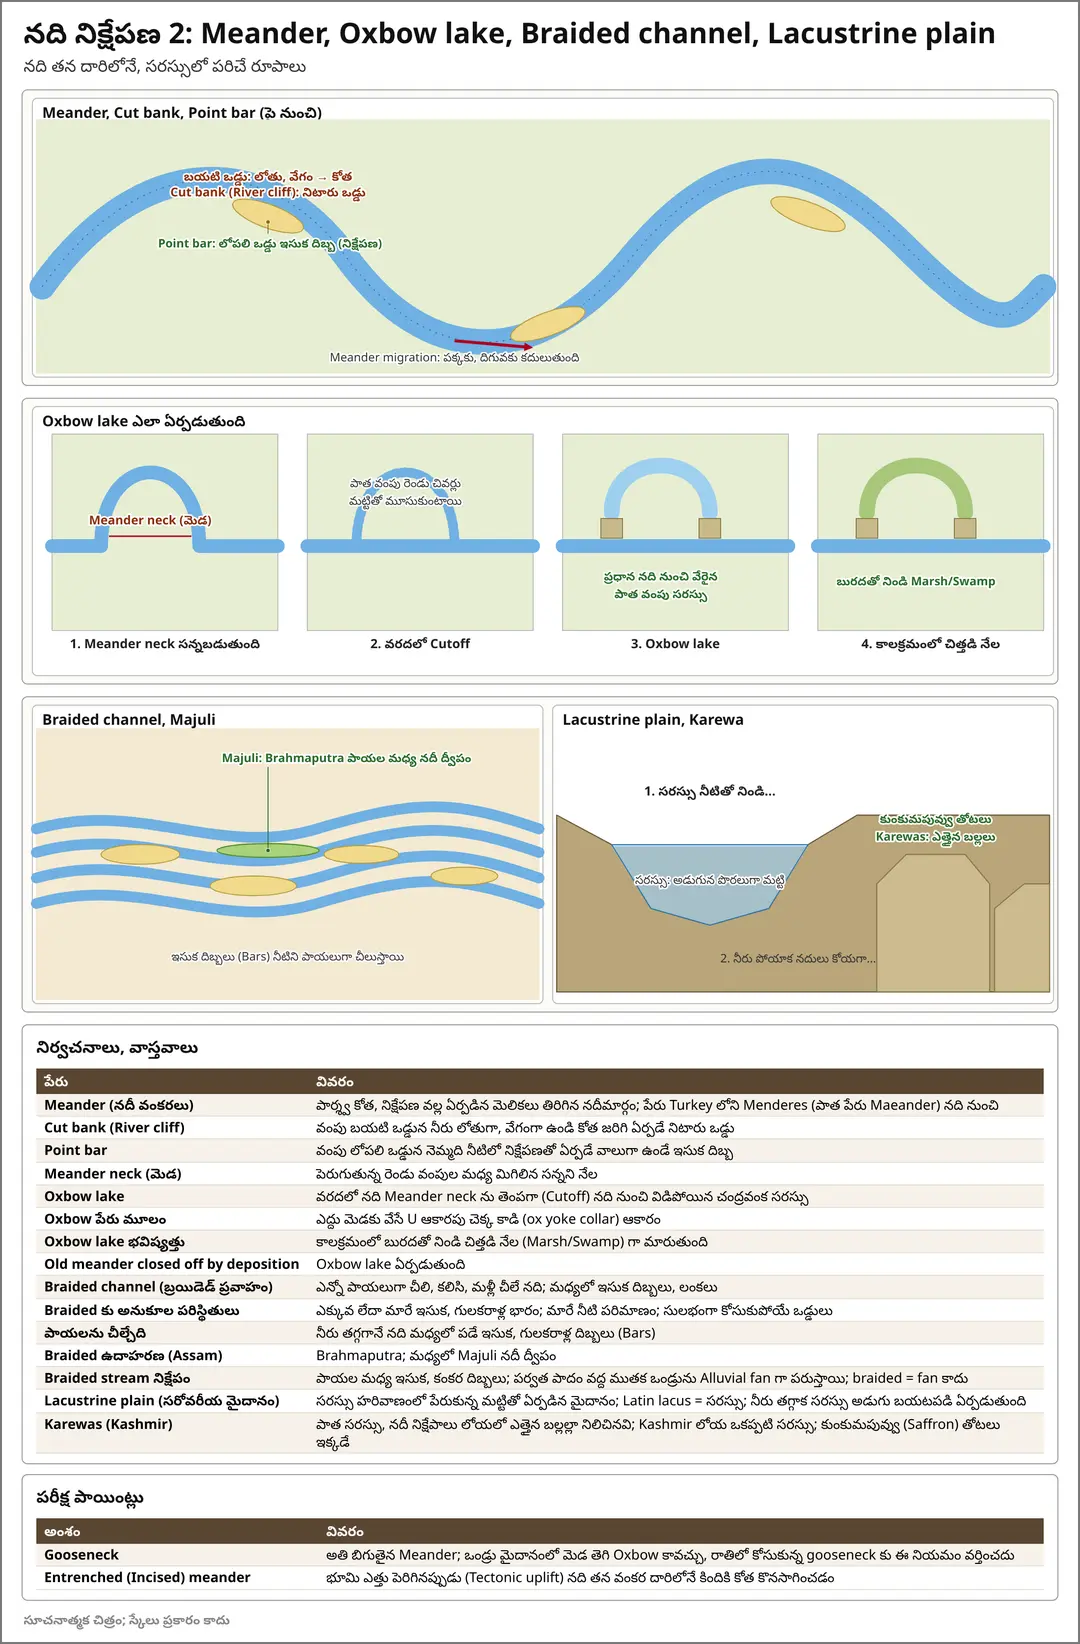 నది నిక్షేపణ 2: Meander, Oxbow lake, Braided channel, Lacustrine plain
నది తన దారిలోనే, సరస్సులో పరిచే రూపాలు
Meander, Cut bank, Point bar (పై నుంచి)
బయటి ఒడ్డు: లోతు, వేగం → కోత
Cut bank (River cliff): నిటారు ఒడ్డు
Point bar: లోపలి ఒడ్డు ఇసుక దిబ్బ (నిక్షేపణ)
Meander migration: పక్కకు, దిగువకు కదులుతుంది
Oxbow lake ఎలా ఏర్పడుతుంది
Meander neck (మెడ)
పాత వంపు రెండు చివర్లు
మట్టితో మూసుకుంటాయి
ప్రధాన నది నుంచి వేరైన
పాత వంపు సరస్సు
బురదతో నిండి Marsh/Swamp
1. Meander neck సన్నబడుతుంది
2. వరదలో Cutoff
3. Oxbow lake
4. కాలక్రమంలో చిత్తడి నేల
Braided channel, Majuli
Majuli: Brahmaputra పాయల మధ్య నదీ ద్వీపం
ఇసుక దిబ్బలు (Bars) నీటిని పాయలుగా చీలుస్తాయి
Lacustrine plain, Karewa
1. సరస్సు నీటితో నిండి...
కుంకుమపువ్వు తోటలు
Karewas: ఎత్తైన బల్లలు
సరస్సు: అడుగున పొరలుగా మట్టి
2. నీరు పోయాక నదులు కోయగా...
నిర్వచనాలు, వాస్తవాలు
పేరు వివరం
Meander (నదీ వంకరలు) పార్శ్వ కోత, నిక్షేపణ వల్ల ఏర్పడిన మెలికలు తిరిగిన నదీమార్గం; పేరు Turkey లోని Menderes (పాత పేరు Maeander) నది నుంచి
Cut bank (River cliff) వంపు బయటి ఒడ్డున నీరు లోతుగా, వేగంగా ఉండి కోత జరిగి ఏర్పడే నిటారు ఒడ్డు
Point bar వంపు లోపలి ఒడ్డున నెమ్మది నీటిలో నిక్షేపణతో ఏర్పడే వాలుగా ఉండే ఇసుక దిబ్బ
Meander neck (మెడ) పెరుగుతున్న రెండు వంపుల మధ్య మిగిలిన సన్నని నేల
Oxbow lake వరదలో నది Meander neck ను తెంపగా (Cutoff) నది నుంచి విడిపోయిన చంద్రవంక సరస్సు
Oxbow పేరు మూలం ఎద్దు మెడకు వేసే U ఆకారపు చెక్క కాడి (ox yoke collar) ఆకారం
Oxbow lake భవిష్యత్తు కాలక్రమంలో బురదతో నిండి చిత్తడి నేల (Marsh/Swamp) గా మారుతుంది
Old meander closed off by deposition Oxbow lake ఏర్పడుతుంది
Braided channel (బ్రయిడెడ్ ప్రవాహం) ఎన్నో పాయలుగా చీలి, కలిసి, మళ్లీ చీలే నది; మధ్యలో ఇసుక దిబ్బలు, లంకలు
Braided కు అనుకూల పరిస్థితులు ఎక్కువ లేదా మారే ఇసుక, గులకరాళ్ల భారం; మారే నీటి పరిమాణం; సులభంగా కోసుకుపోయే ఒడ్డులు
పాయలను చీల్చేది నీరు తగ్గగానే నది మధ్యలో పడే ఇసుక, గులకరాళ్ల దిబ్బలు (Bars)
Braided ఉదాహరణ (Assam) Brahmaputra; మధ్యలో Majuli నదీ ద్వీపం
Braided stream నిక్షేపం పాయల మధ్య ఇసుక, కంకర దిబ్బలు; పర్వత పాదం వద్ద ముతక ఒండ్రును Alluvial fan గా పరుస్తాయి; braided = fan కాదు
Lacustrine plain (సరోవరీయ మైదానం) సరస్సు హరివాణంలో పేరుకున్న మట్టితో ఏర్పడిన మైదానం; Latin lacus = సరస్సు; నీరు తగ్గాక సరస్సు అడుగు బయటపడి ఏర్పడుతుంది
Karewas (Kashmir) పాత సరస్సు, నదీ నిక్షేపాలు లోయలో ఎత్తైన బల్లల్లా నిలిచినవి; Kashmir లోయ ఒకప్పటి సరస్సు; కుంకుమపువ్వు (Saffron) తోటలు
ఇక్కడే
పరీక్ష పాయింట్లు
అంశం వివరం
Gooseneck అతి బిగుతైన Meander; ఒండ్రు మైదానంలో మెడ తెగి Oxbow కావచ్చు, రాతిలో కోసుకున్న gooseneck కు ఈ నియమం వర్తించదు
Entrenched (Incised) meander భూమి ఎత్తు పెరిగినప్పుడు (Tectonic uplift) నది తన వంకర దారిలోనే కిందికి కోత కొనసాగించడం
సూచనాత్మక చిత్రం; స్కేలు ప్రకారం కాదు